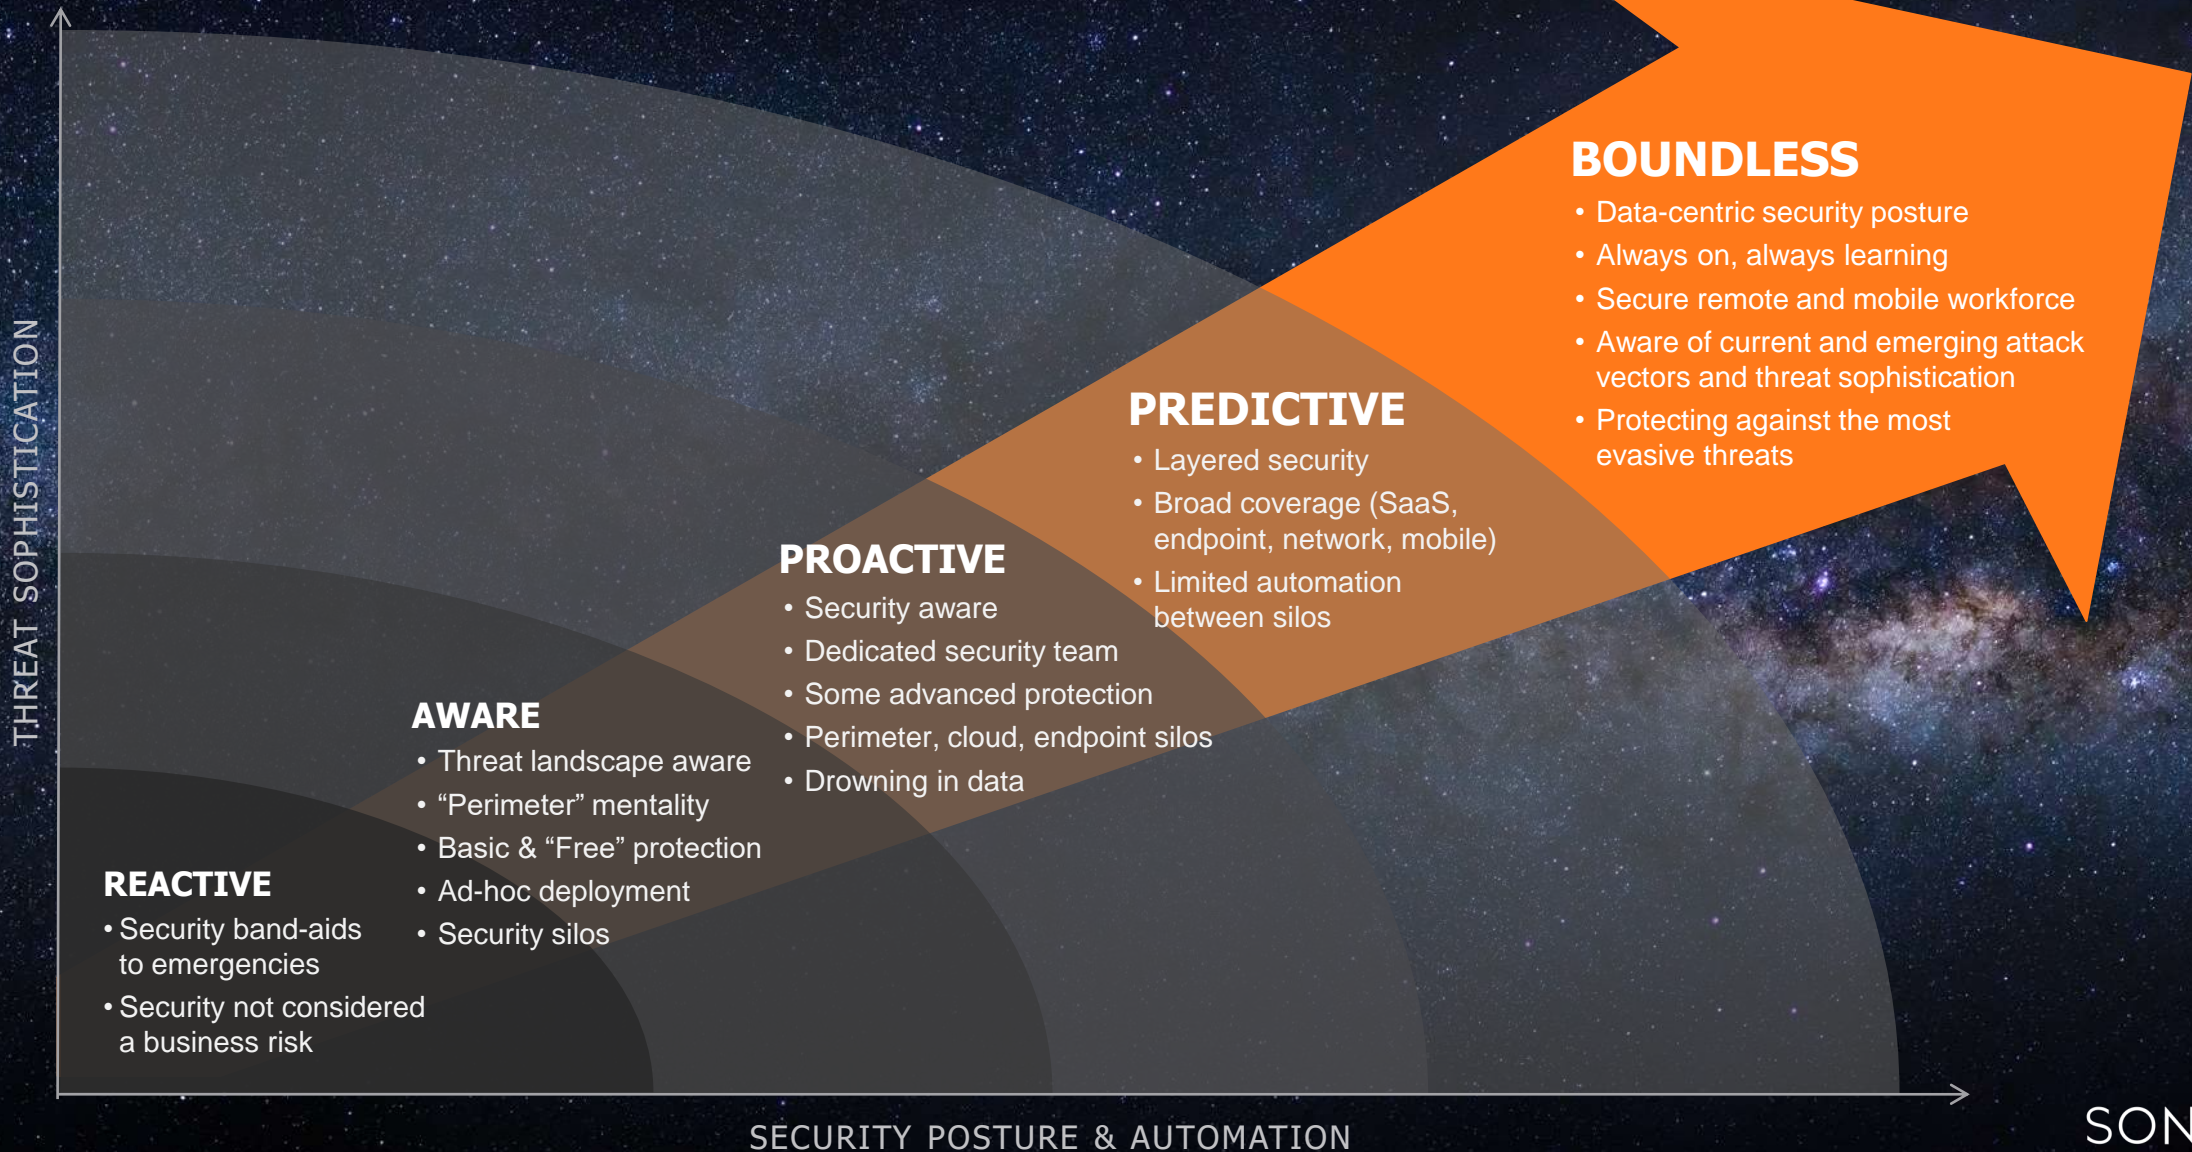 THREAT SOPHISTICATION
BOUNDLESS
• Data-centric security posture
• Always on, always learning
• Secure remote and mobile workforce
• Aware of current and emerging attack
vectors and threat sophistication
• Protecting against the most
evasive threats
PREDICTIVE
• Layered security
• Broad coverage (SaaS,
endpoint, network, mobile)
• Limited automation
between silos
PROACTIVE
• Security aware
• Dedicated security team
• Some advanced protection
• Perimeter, cloud, endpoint silos
• Drowning in data
AWARE
• Threat landscape aware
• “Perimeter” mentality
• Basic & “Free” protection
• Ad-hoc deployment
• Security silos
REACTIVE
• Security band-aids
to emergencies
• Security not considered
a business risk
SECURITY POSTURE & AUTOMATION